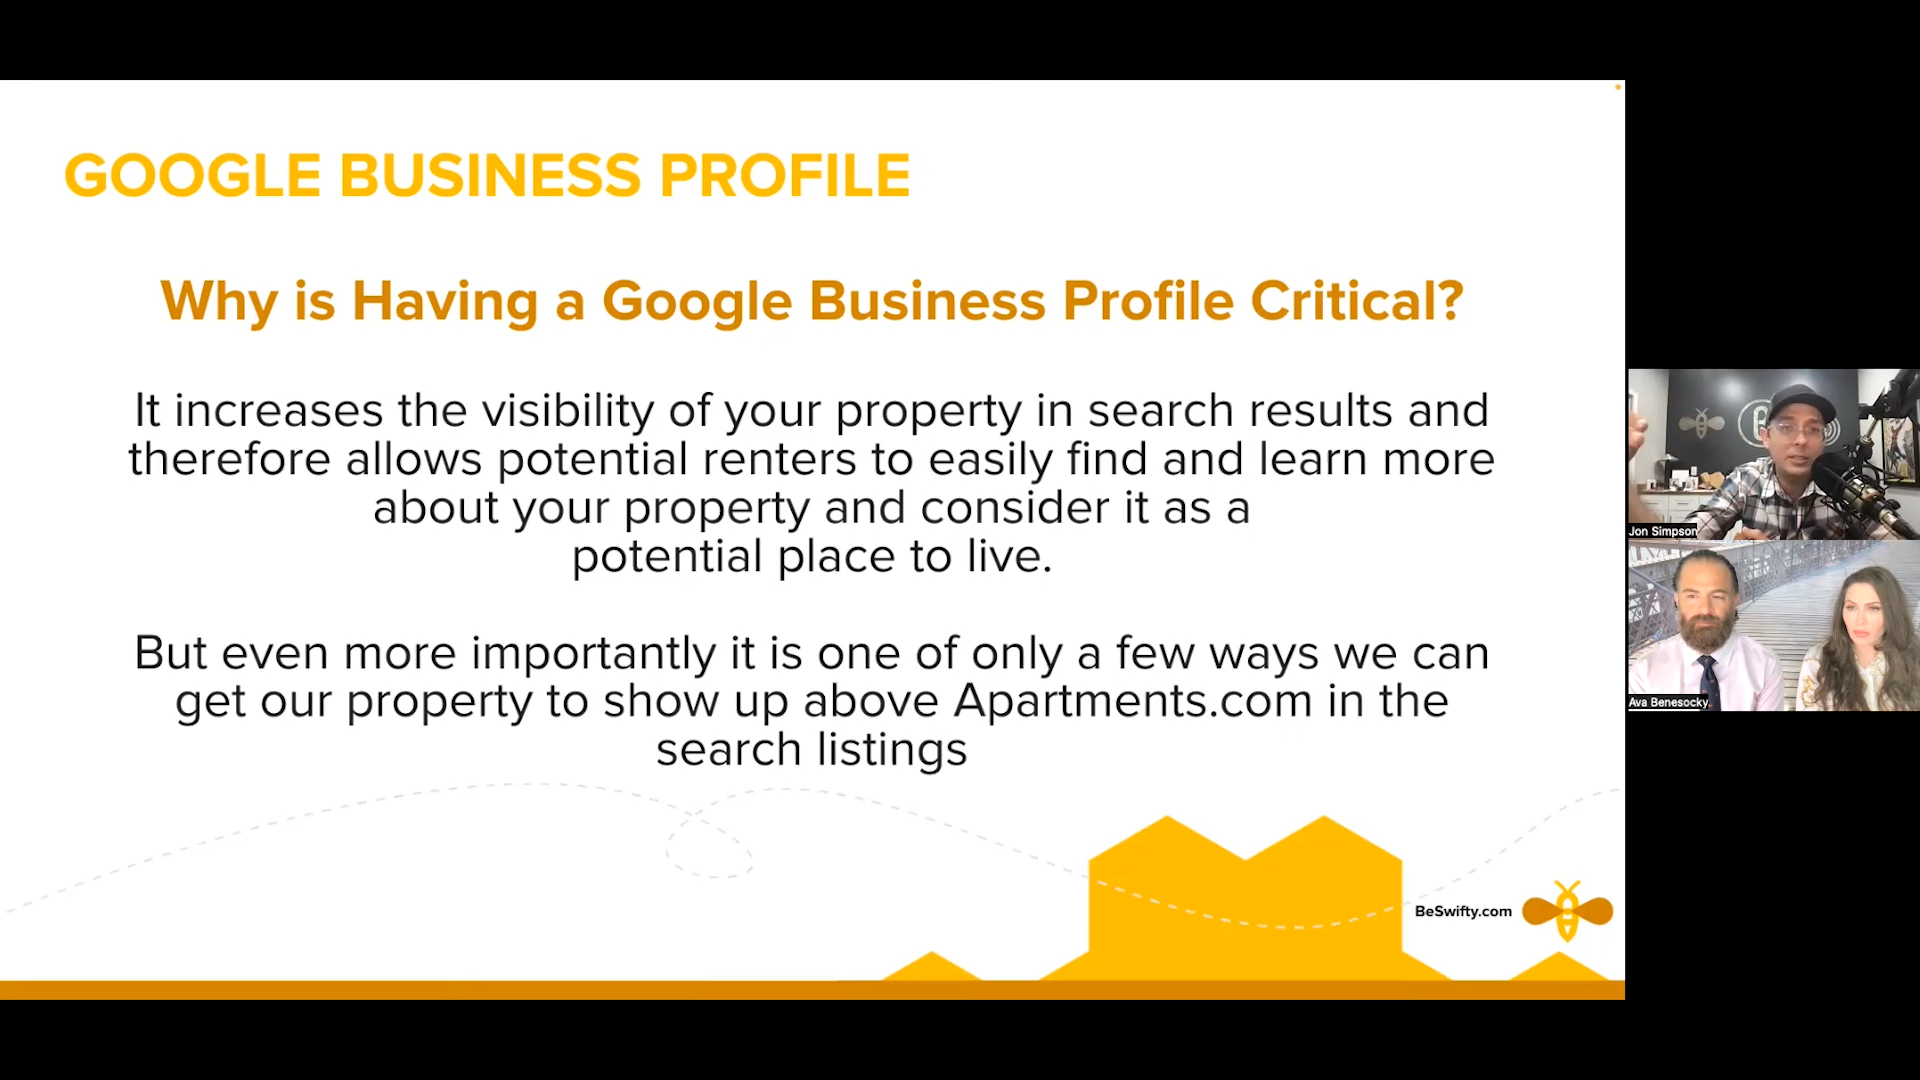 GOOGLE BUSINESS PROFILE
Why is Having a Google Business Profile Critical?
It increases the visibility of your property in search results and
therefore allows potential renters to easily find and learn more
about your property and consider it as a
potential place to live.
But even more importantly it is one of only a few ways we can
get our property to show up above Apartments.com in the
search listings
BeSwifty.com
Jon Simpson
Ava Benesocky